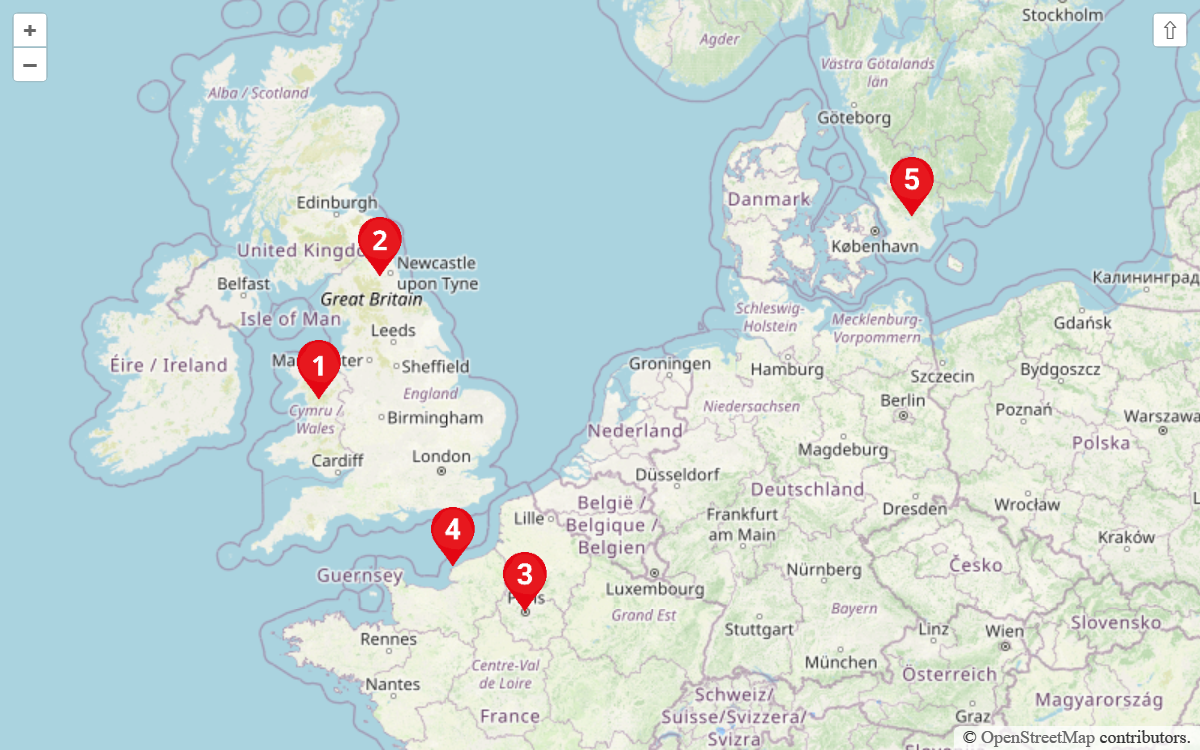 +
−
⇧
Stockholm
Agder
Västra Götalands
län
Alba / Scotland
Göteborg
5
Danmark
Edinburgh
2
København
United Kingdo
Newcastle
upon Tyne
Belfast
Great Britain
Isle of Man
Калининград
Schleswig-
Holstein
Mecklenburg-
Vorpommern
Gdańsk
Leeds
Éire / Ireland
1
Sheffield
Groningen
Hamburg
Szczecin
Bydgoszcz
England
Cymru /
Wales
Birmingham
Niedersachsen
Berlin
Poznań
Warszawa
Nederland
Polska
Cardiff
London
Magdeburg
Düsseldorf
Deutschland
België /
Belgique /
Belgien
Lille
4
Frankfurt
am Main
Dresden
Wrocław
Kraków
Guernsey
3
Nürnberg
Česko
Luxembourg
Grand Est
Bayern
Rennes
Stuttgart
Linz
Wien
Slovensko
München
Centre-Val
de Loire
Nantes
Österreich
Schweiz/
Suisse/Svizzera/
Svizra
Magyarország
France
Graz
© OpenStreetMap contributors.